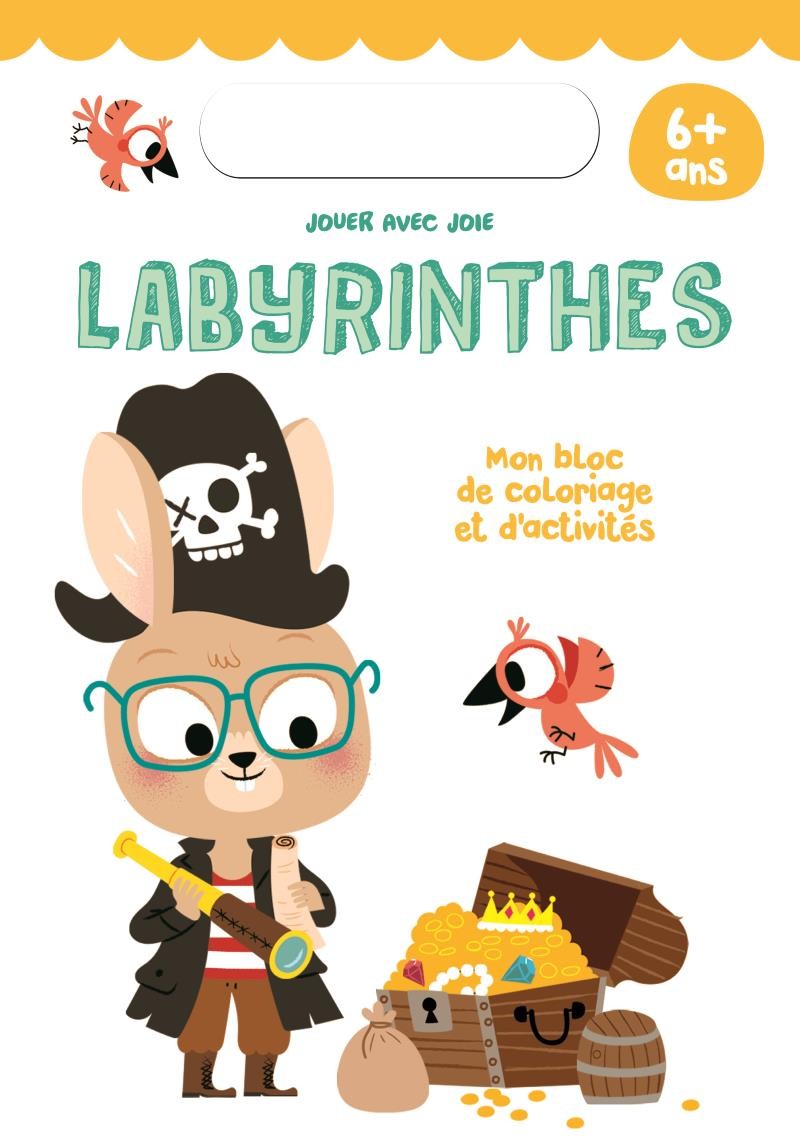 6+
ans
JOUER AVEC JOIE
LABYRINTHES
Mon bloc
de coloriage
et d'activités